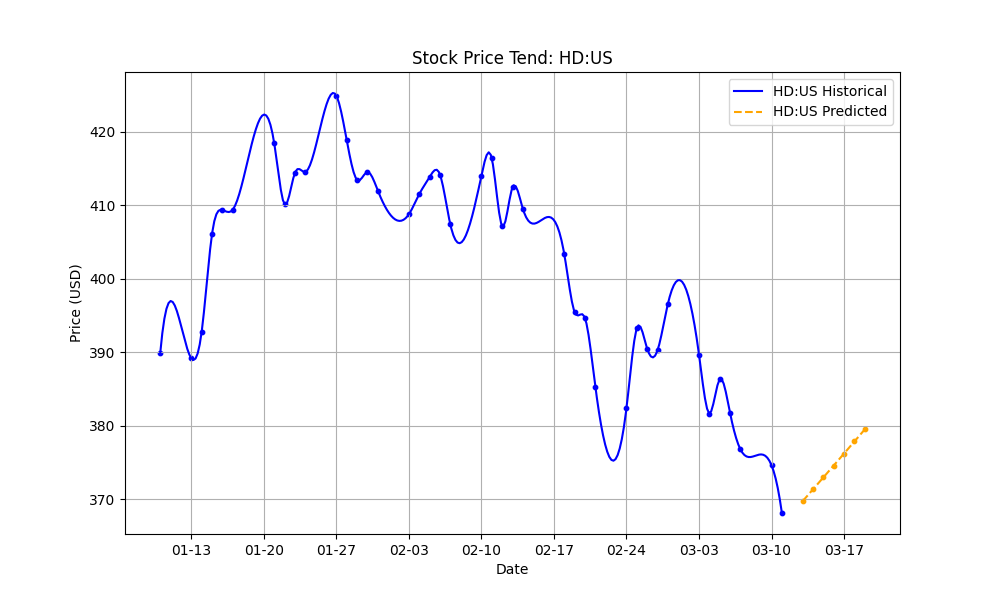 Stock Price Tend: HD:US
HD:US Historical
HD:US Predicted
Price (USD)
420
410
400
390
380
370
01-13 01-20 01-27 02-03 02-10 02-17 02-24 03-03 03-10 03-17
Date